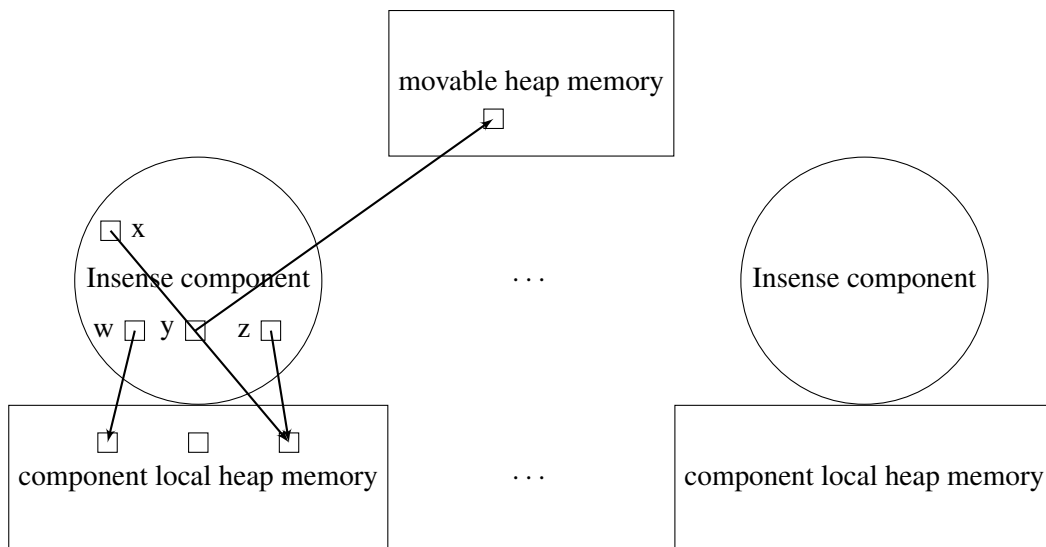 movable heap memory
x
Insense component
. . .
Insense component
w
y
z
component local heap memory
. . .
component local heap memory